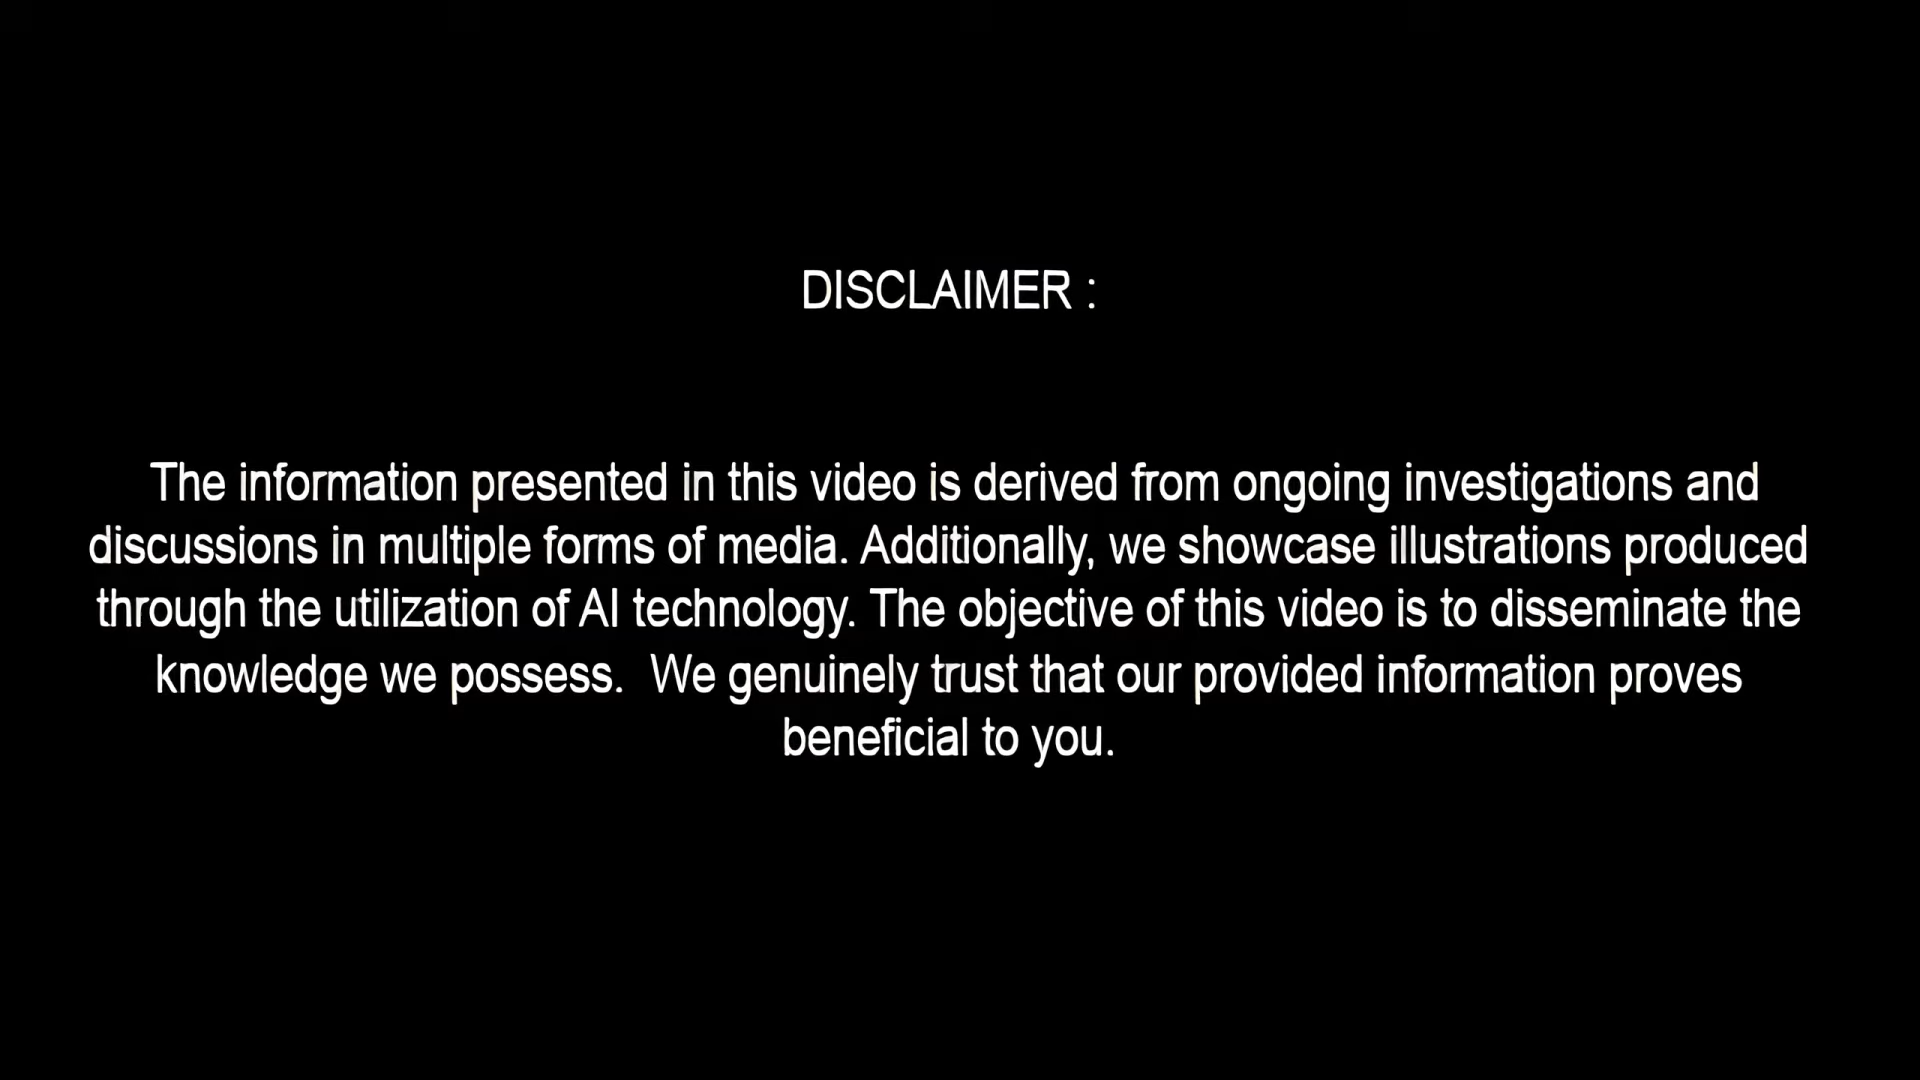 DISCLAIMER :
The information presented in this video is derived from ongoing investigations and
discussions in multiple forms of media. Additionally, we showcase illustrations produced
through the utilization of AI technology. The objective of this video is to disseminate the
knowledge we possess.  We genuinely trust that our provided information proves
beneficial to you.